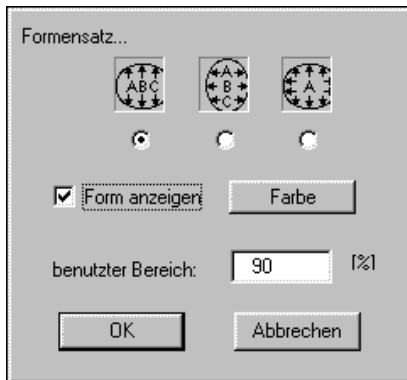 Formensatz...
ABC
A
B
C
A
Form anzeigen
Farbe
benutzter Bereich:
90
[%]
OK
Abbrechen